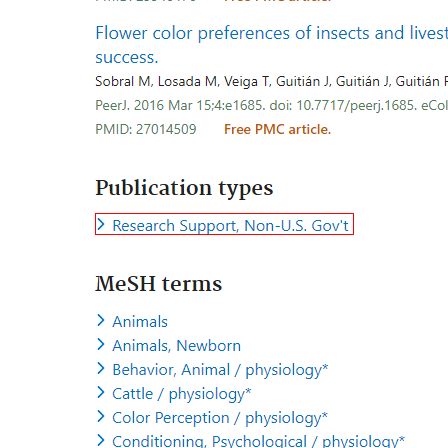 Flower color preferences of insects and livest
success.
Sobral M, Losada M, Veiga T, Guitián J, Guitián J, Guitián
PeerJ. 2016 Mar 15;4:e1685. doi: 10.7717/peerj.1685. eCol
PMID: 27014509 Free PMC article.
Publication types
Research Support, Non-U.S. Gov't
MeSH terms
Animals
Animals, Newborn
Behavior, Animal / physiology*
Cattle / physiology*
Color Perception / physiology*
Conditioning, Psychological / physiology*